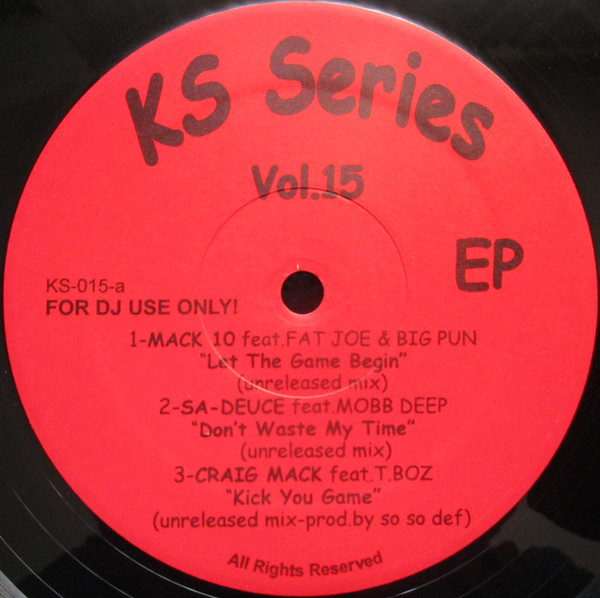 KS Series
Vol.15
EP
KS-015-a
FOR DJ USE ONLY!
1-MACK 10 feat.FAT JOE & BIG PUN
"Let The Game Begin"
(unreleased mix)
2-SA-DEUCE feat.MOBB DEEP
"Don't Waste My Time"
(unreleased mix)
3-CRAIG MACK feat.T.BOZ
"Kick You Game"
(unreleased mix-prod.by so so def)
All Rights Reserved